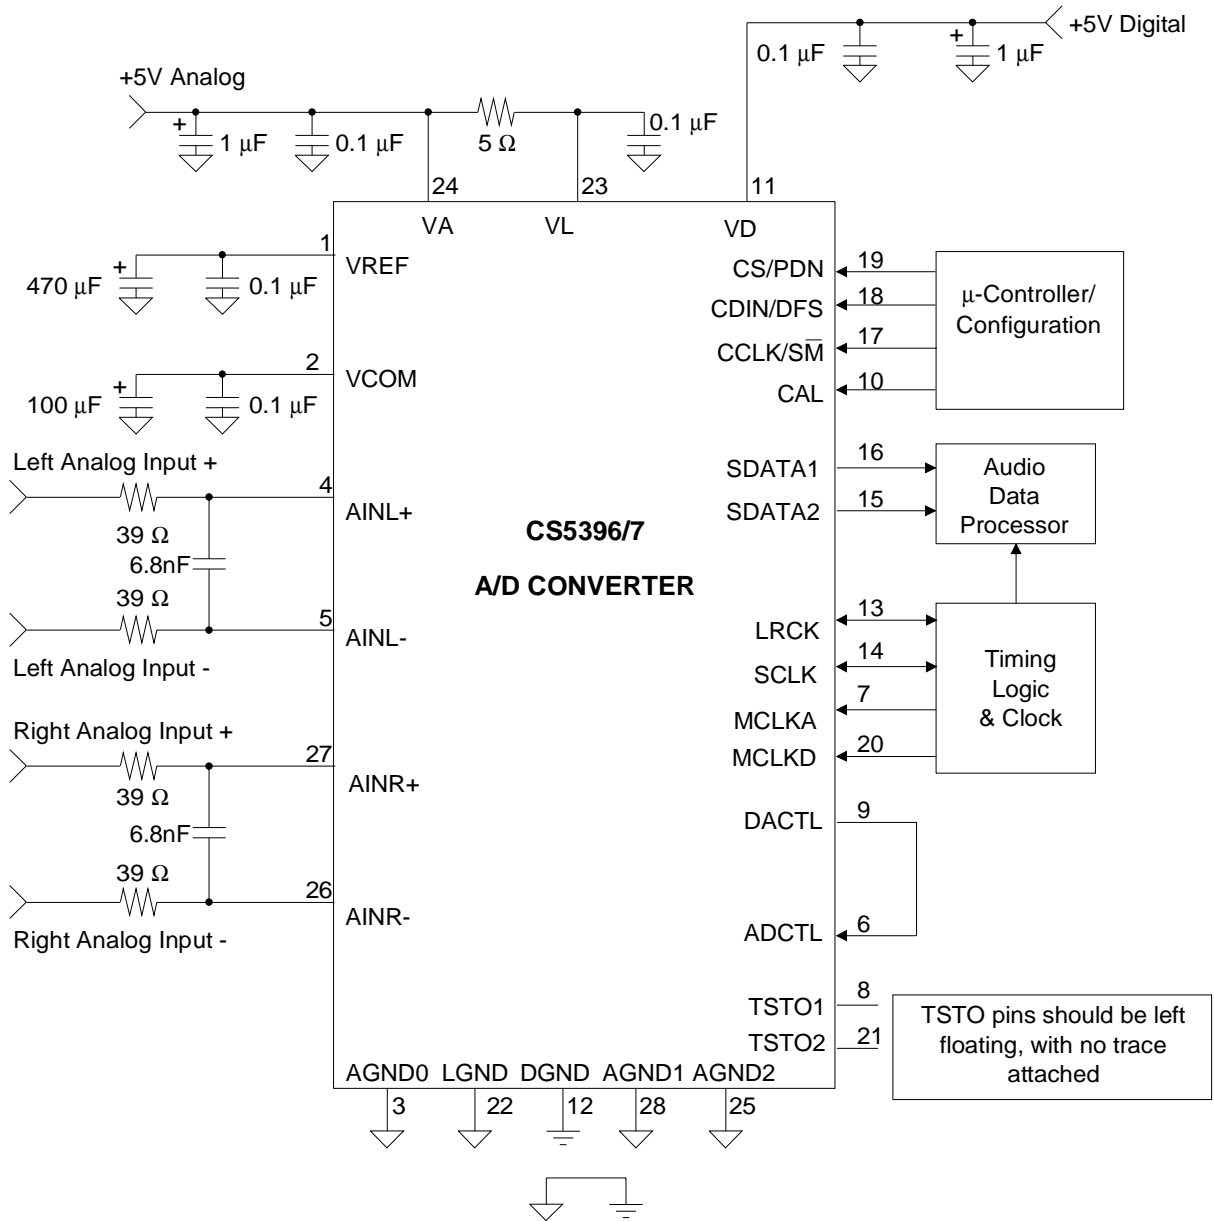 +5V Digital
0.1 μF
+
1 μF
+5V Analog
+
1 μF
0.1 μF
5 Ω
0.1 μF
24
23
11
VA
VL
VD
1
VREF
+
470 μF
0.1 μF
2
VCOM
+
100 μF
0.1 μF
Left Analog Input +
4
AINL+
39 Ω
6.8nF
39 Ω
5
AINL-
Left Analog Input -
Right Analog Input +
27
AINR+
39 Ω
6.8nF
39 Ω
26
AINR-
Right Analog Input -
CS5396/7
A/D CONVERTER
CS/PDN
19
CDIN/DFS
18
CCLK/SM̅
17
CAL
10
μ-Controller/
Configuration
SDATA1
16
SDATA2
15
Audio
Data
Processor
LRCK
13
SCLK
14
MCLKA
7
MCLKD
20
Timing
Logic
& Clock
DACTL
9
ADCTL
6
TSTO1
8
TSTO2
21
TSTO pins should be left
floating, with no trace
attached
AGND0 LGND DGND AGND1 AGND2
3 22 12 28 25